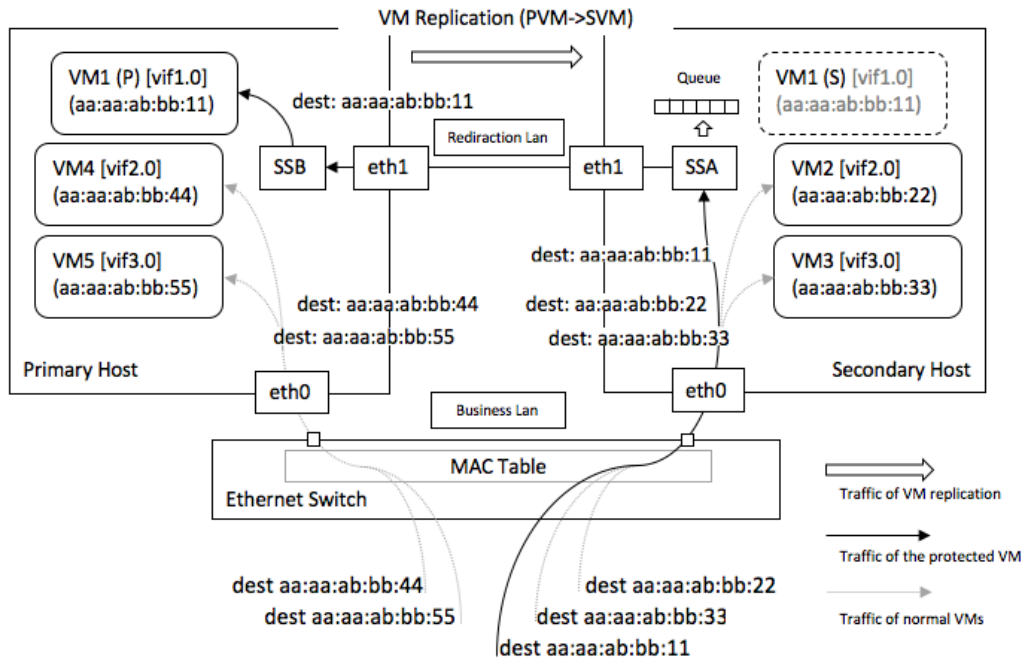 VM Replication (PVM->SVM)
VM1 (P) [vif1.0]
(aa:aa:ab:bb:11)
dest: aa:aa:ab:bb:11
Queue
VM1 (S) [vif1.0]
(aa:aa:ab:bb:11)
Rediraction Lan
VM4 [vif2.0]
(aa:aa:ab:bb:44)
SSB
eth1
eth1
SSA
VM2 [vif2.0]
(aa:aa:ab:bb:22)
VM5 [vif3.0]
(aa:aa:ab:bb:55)
dest: aa:aa:ab:bb:11
VM3 [vif3.0]
(aa:aa:ab:bb:33)
dest: aa:aa:ab:bb:44
dest: aa:aa:ab:bb:22
dest: aa:aa:ab:bb:55
dest: aa:aa:ab:bb:33
Primary Host
Secondary Host
eth0
eth0
Business Lan
MAC Table
Ethernet Switch
Traffic of VM replication
Traffic of the protected VM
Traffic of normal VMs
dest aa:aa:ab:bb:44
dest aa:aa:ab:bb:22
dest aa:aa:ab:bb:55
dest aa:aa:ab:bb:33
dest aa:aa:ab:bb:11